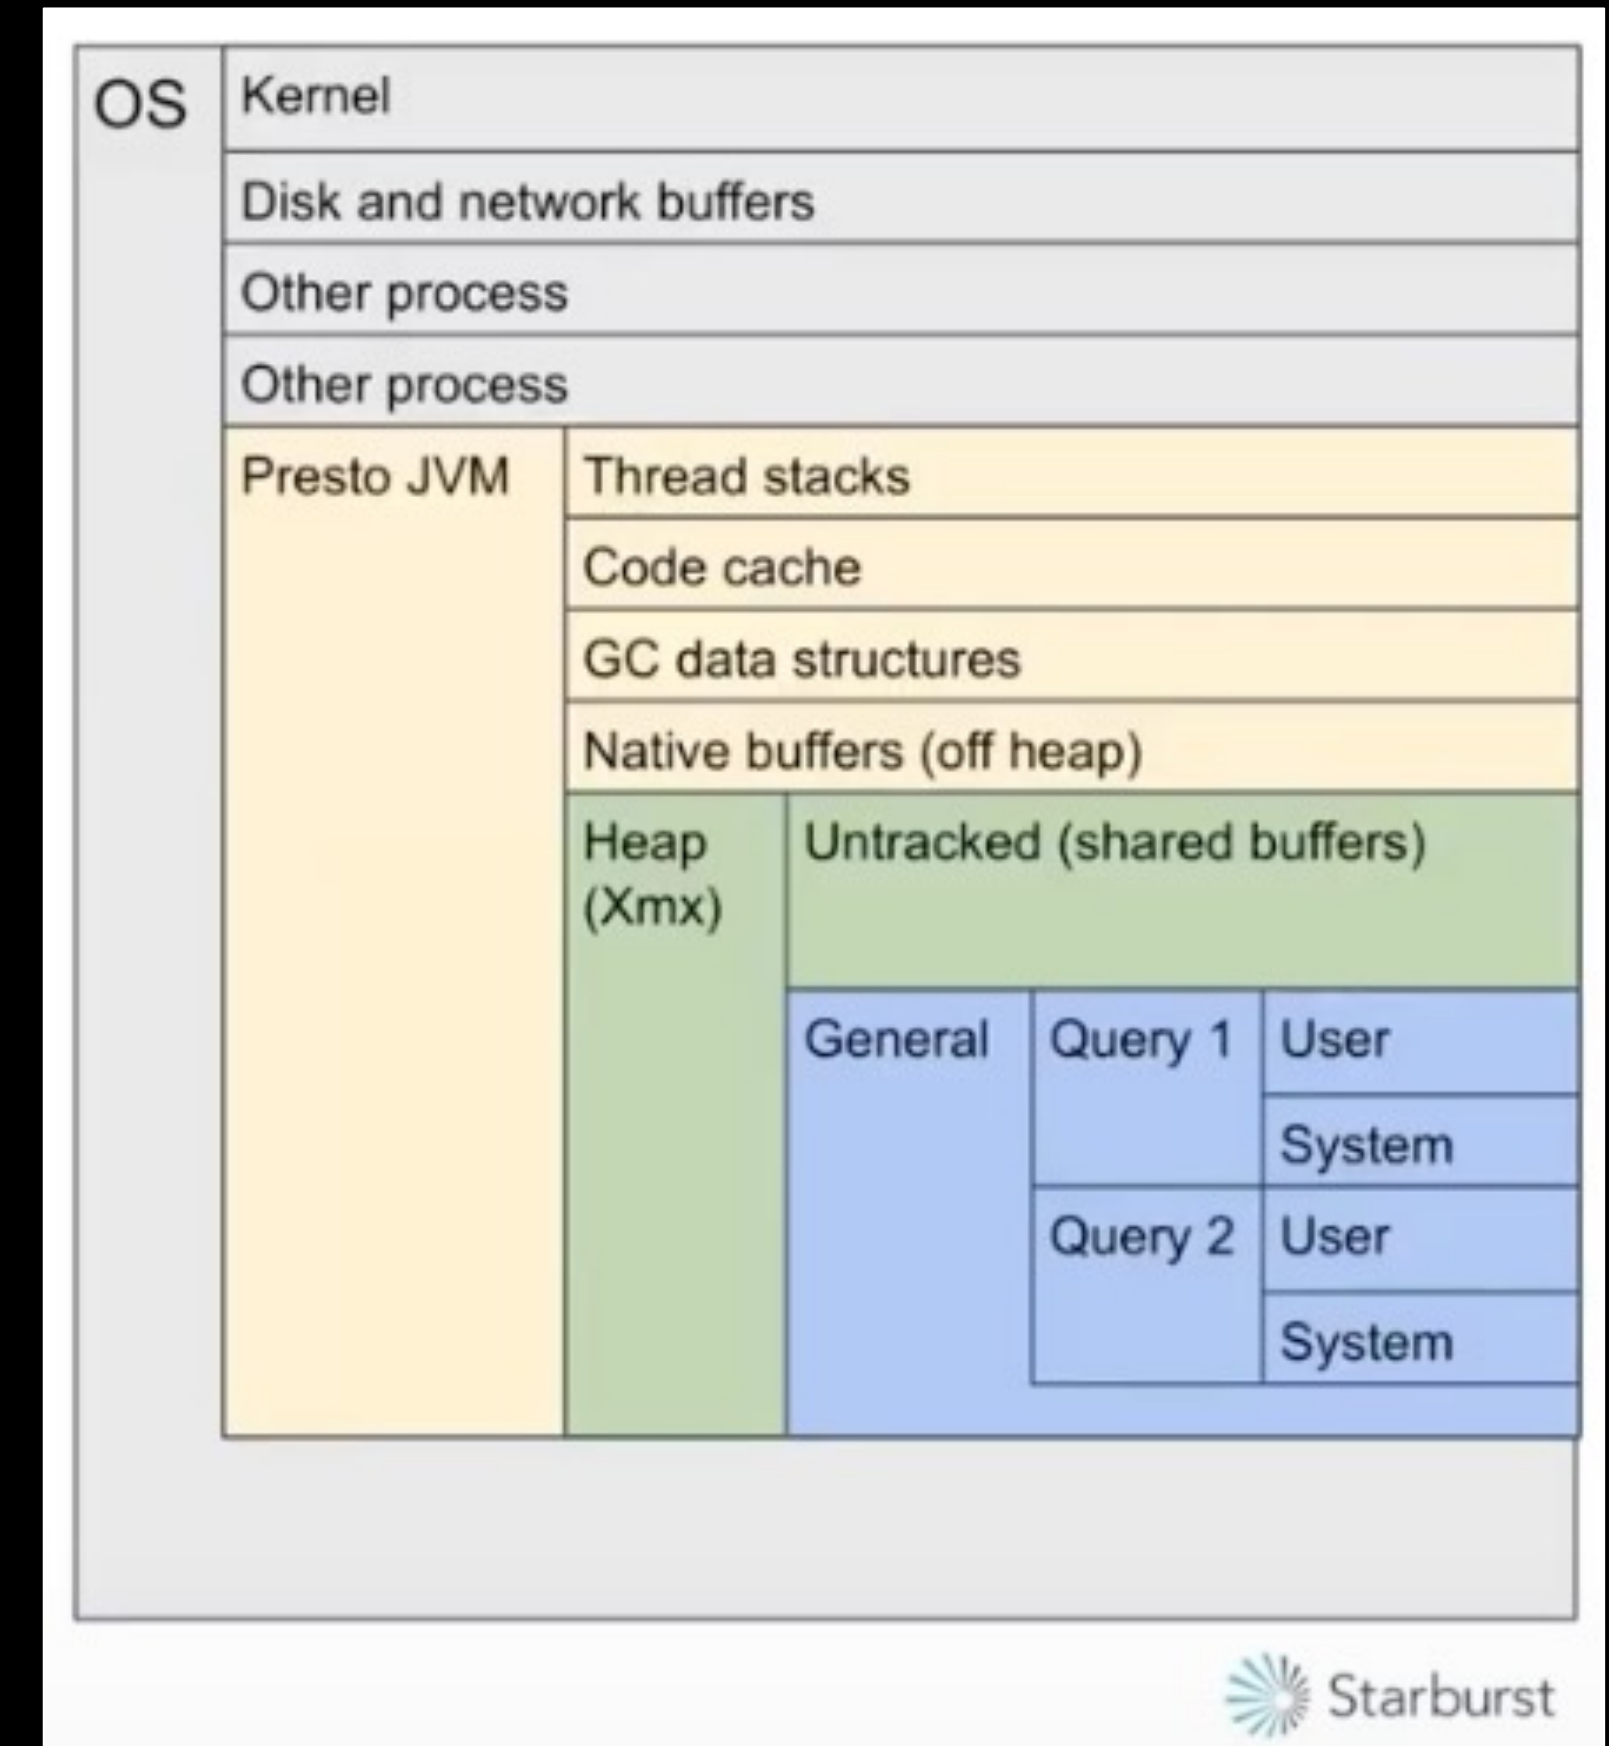 OS
Kernel
Disk and network buffers
Other process
Other process
Presto JVM
Thread stacks
Code cache
GC data structures
Native buffers (off heap)
Heap
(Xmx)
Untracked (shared buffers)
General
Query 1
User
System
Query 2
User
System
Starburst